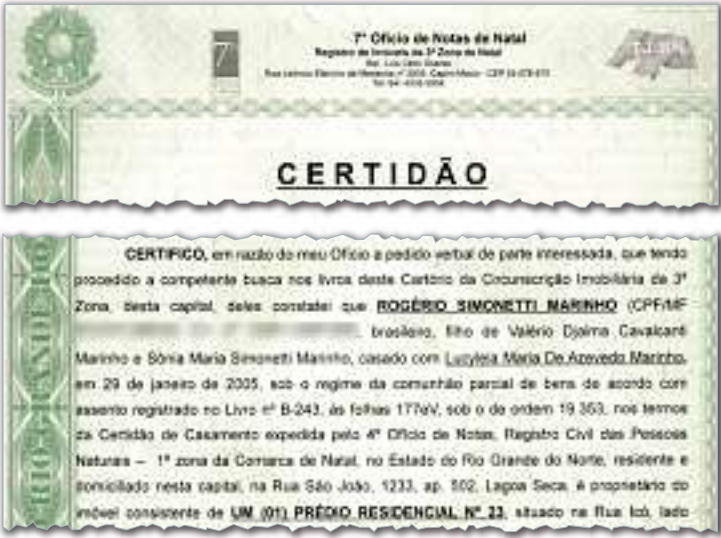 7
7º Ofício de Notas de Natal
Registro de Imóveis da 3ª Zona de Natal
CERTIDÃO
CERTIFICO, em razão do meu Ofício a pedido verbal de parte interessada, que tendo
procedido a competente busca nos livros deste Cartório da Circunscrição Imobiliária da 3ª
Zona, desta capital, deles constatei que ROGÉRIO SIMONETTI MARINHO (CPF/MF
brasileiro, filho de Valério Djalma Cavalcanti
Marinho e Sônia Maria Simonetti Marinho, casado com Lucyleia Maria De Azevedo Marinho,
em 29 de janeiro de 2005, sob o regime da comunhão parcial de bens de acordo com
assento registrado no Livro nº B-243, às folhas 177eV, sob o de ordem 19.353, nos termos
da Certidão de Casamento expedida pelo 4º Ofício de Notas, Registro Civil das Pessoas
Naturais – 1ª zona da Comarca de Natal, no Estado do Rio Grande do Norte, residente e
domiciliado nesta capital, na Rua São João, 1233, ap. 502, Lagoa Seca, é proprietário do
imóvel consistente de UM (01) PRÉDIO RESIDENCIAL Nº 23, situado na Rua Icó, lado
RIO GRANDE DO